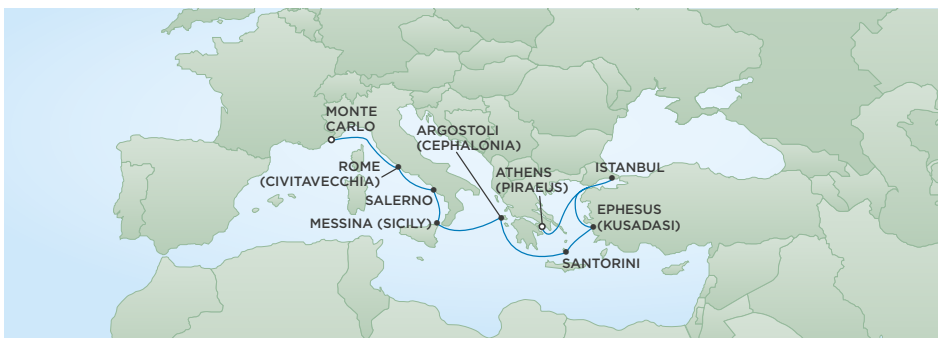 MONTE
CARLO
ARGOSTOLI
(CEPHALONIA)
ROME
(CIVITAVECCHIA)
ATHENS
(PIRAEUS)
ISTANBUL
SALERNO
EPHESUS
(KUSADASI)
MESSINA (SICILY)
SANTORINI